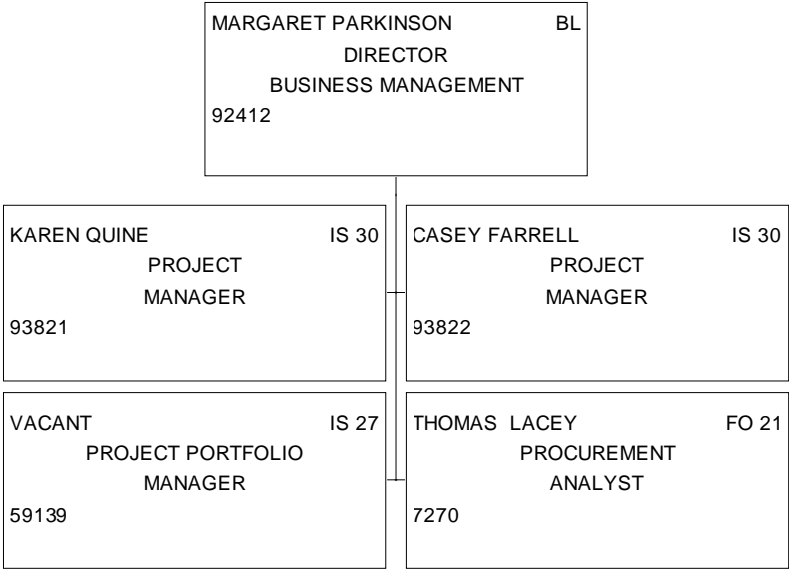 MARGARET PARKINSON BL
DIRECTOR
BUSINESS MANAGEMENT
92412
KAREN QUINE IS 30
PROJECT
MANAGER
93821
CASEY FARRELL IS 30
PROJECT
MANAGER
93822
VACANT IS 27
PROJECT PORTFOLIO
MANAGER
59139
THOMAS LACEY FO 21
PROCUREMENT
ANALYST
7270